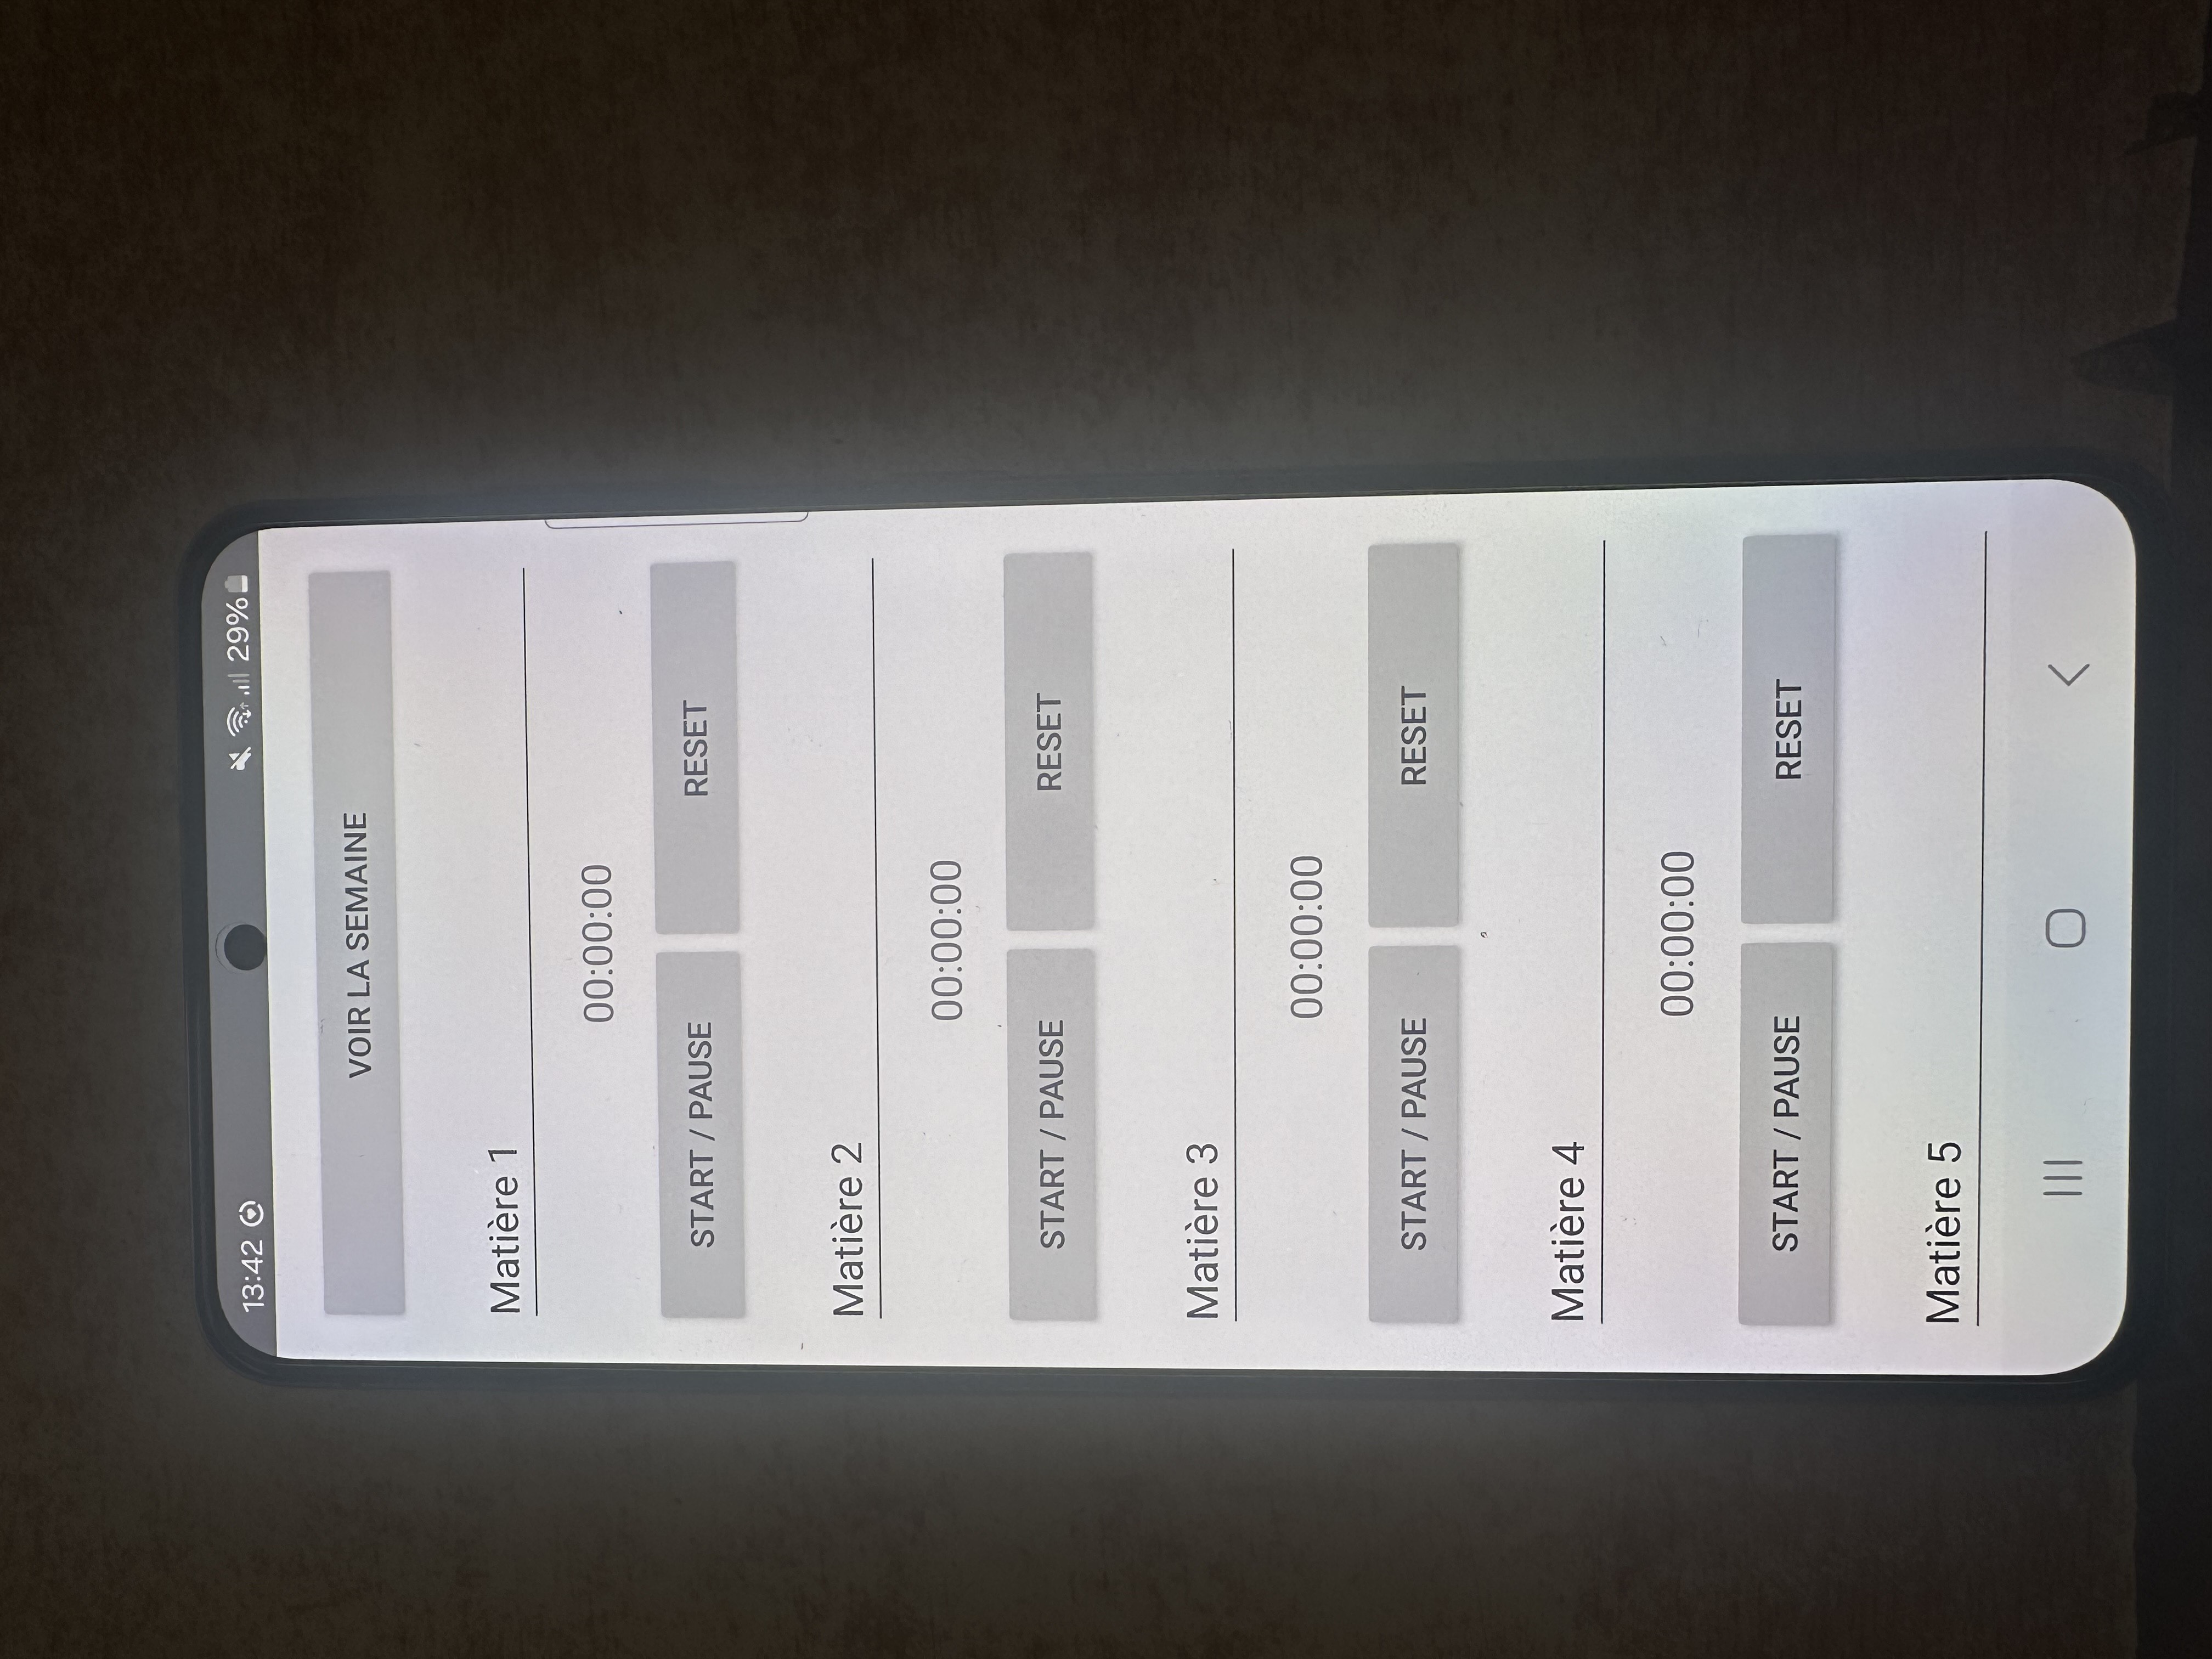 13:42 29%
VOIR LA SEMAINE
Matière 1
00:00:00
START / PAUSE RESET
Matière 2
00:00:00
START / PAUSE RESET
Matière 3
00:00:00
START / PAUSE RESET
Matière 4
00:00:00
START / PAUSE RESET
Matière 5